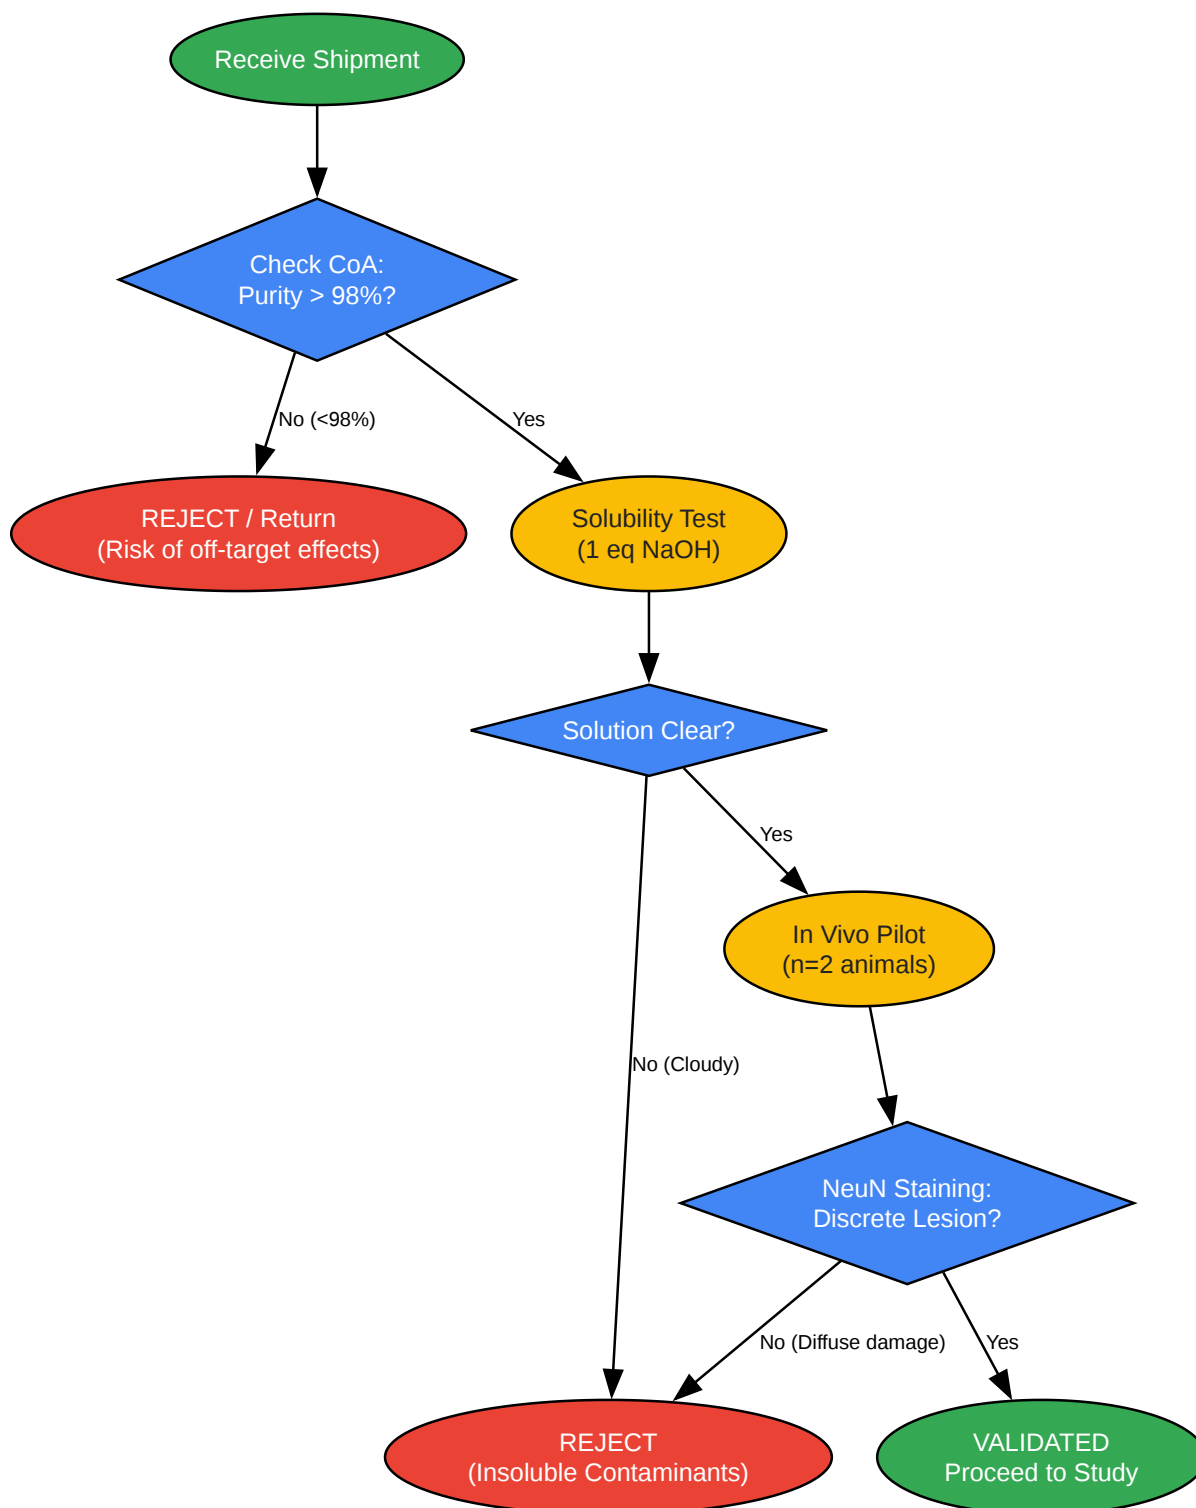 Receive Shipment
Check CoA:
Purity > 98%?
No (<98%)
Yes
REJECT / Return
(Risk of off-target effects)
Solubility Test
(1 eq NaOH)
Solution Clear?
Yes
In Vivo Pilot
(n=2 animals)
No (Cloudy)
NeuN Staining:
Discrete Lesion?
No (Diffuse damage)
Yes
REJECT
(Insoluble Contaminants)
VALIDATED
Proceed to Study